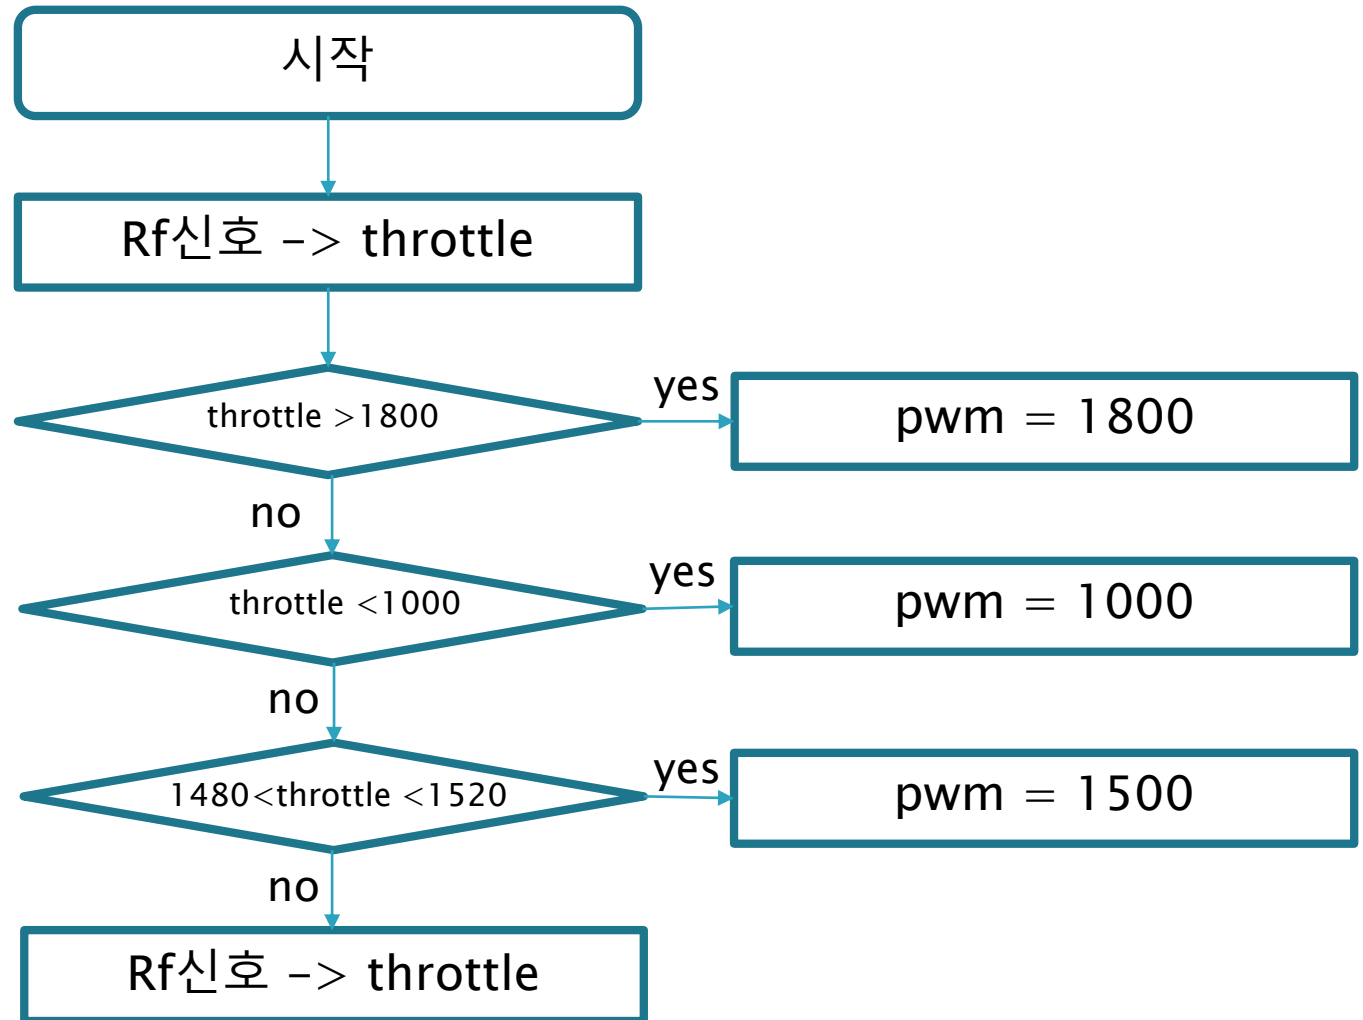 시작
Rf신호 -> throttle
throttle >1800
yes
pwm = 1800
no
throttle <1000
yes
pwm = 1000
no
1480<throttle <1520
yes
pwm = 1500
no
Rf신호 -> throttle